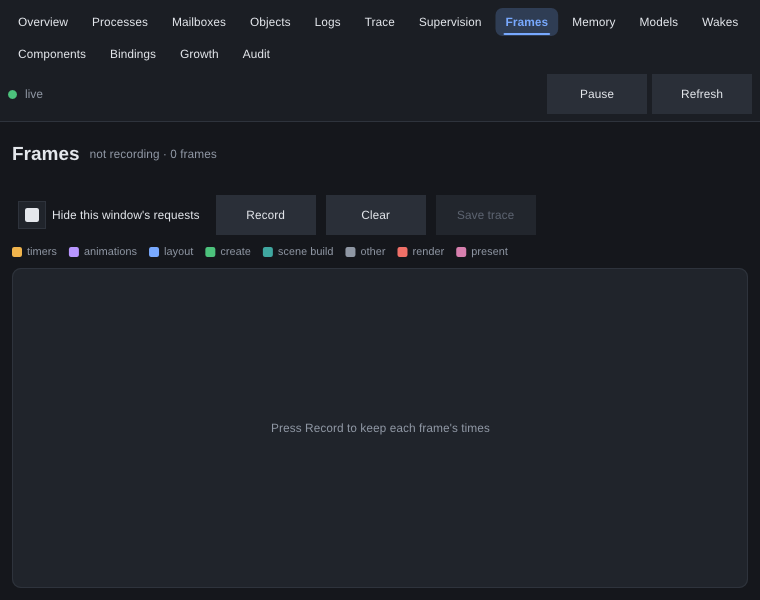 Overview Processes Mailboxes Objects Logs Trace Supervision Frames Memory Models Wakes
Components Bindings Growth Audit
live Pause Refresh
Frames not recording · 0 frames
Hide this window's requests Record Clear Save trace
timers animations layout create scene build other render present
Press Record to keep each frame's times